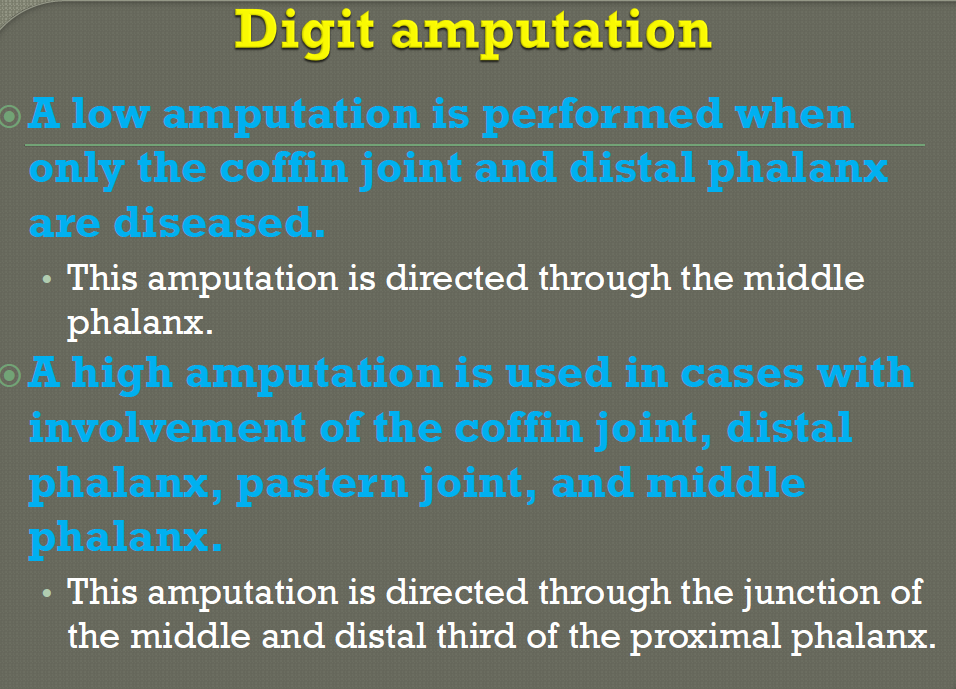 Digit amputation
A low amputation is performed when
only the coffin joint and distal phalanx
are diseased.
• This amputation is directed through the middle
phalanx.
A high amputation is used in cases with
involvement of the coffin joint, distal
phalanx, pastern joint, and middle
phalanx.
• This amputation is directed through the junction of
the middle and distal third of the proximal phalanx.